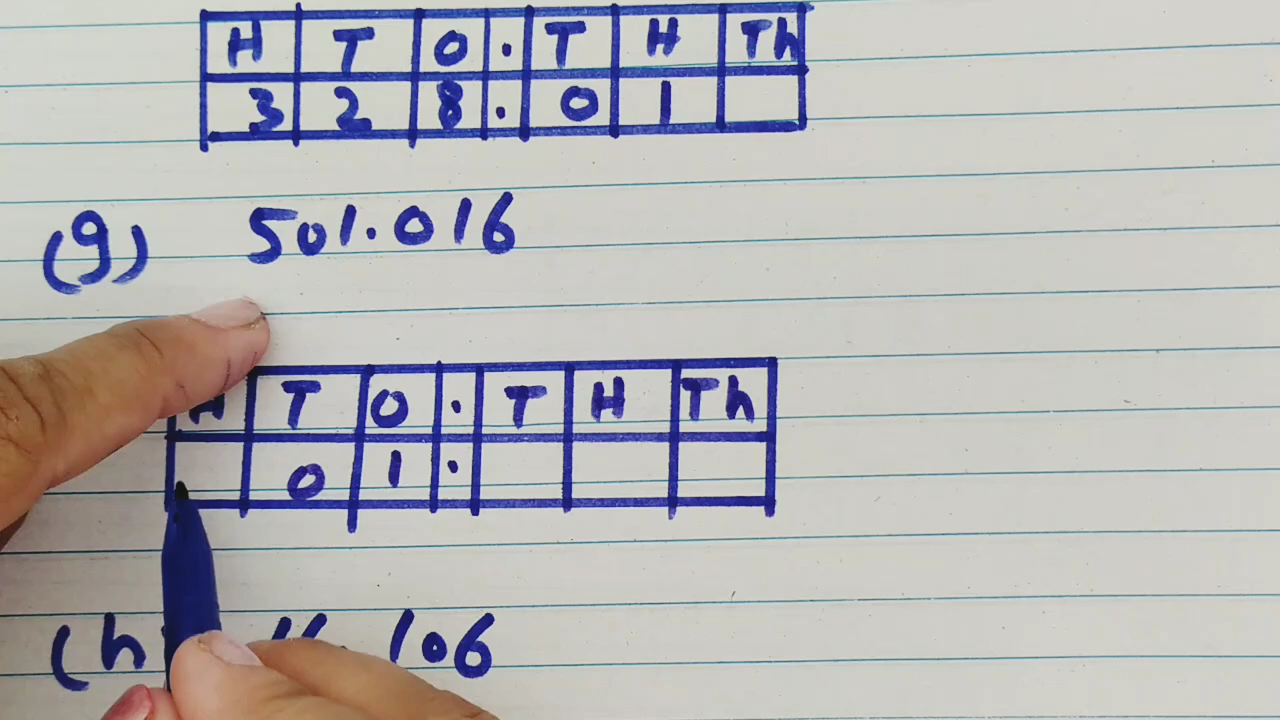 H T O . T H Th
3 2 8 . 0 1
(g) 501.016
H T O . T H Th
0 1 .
(h 106